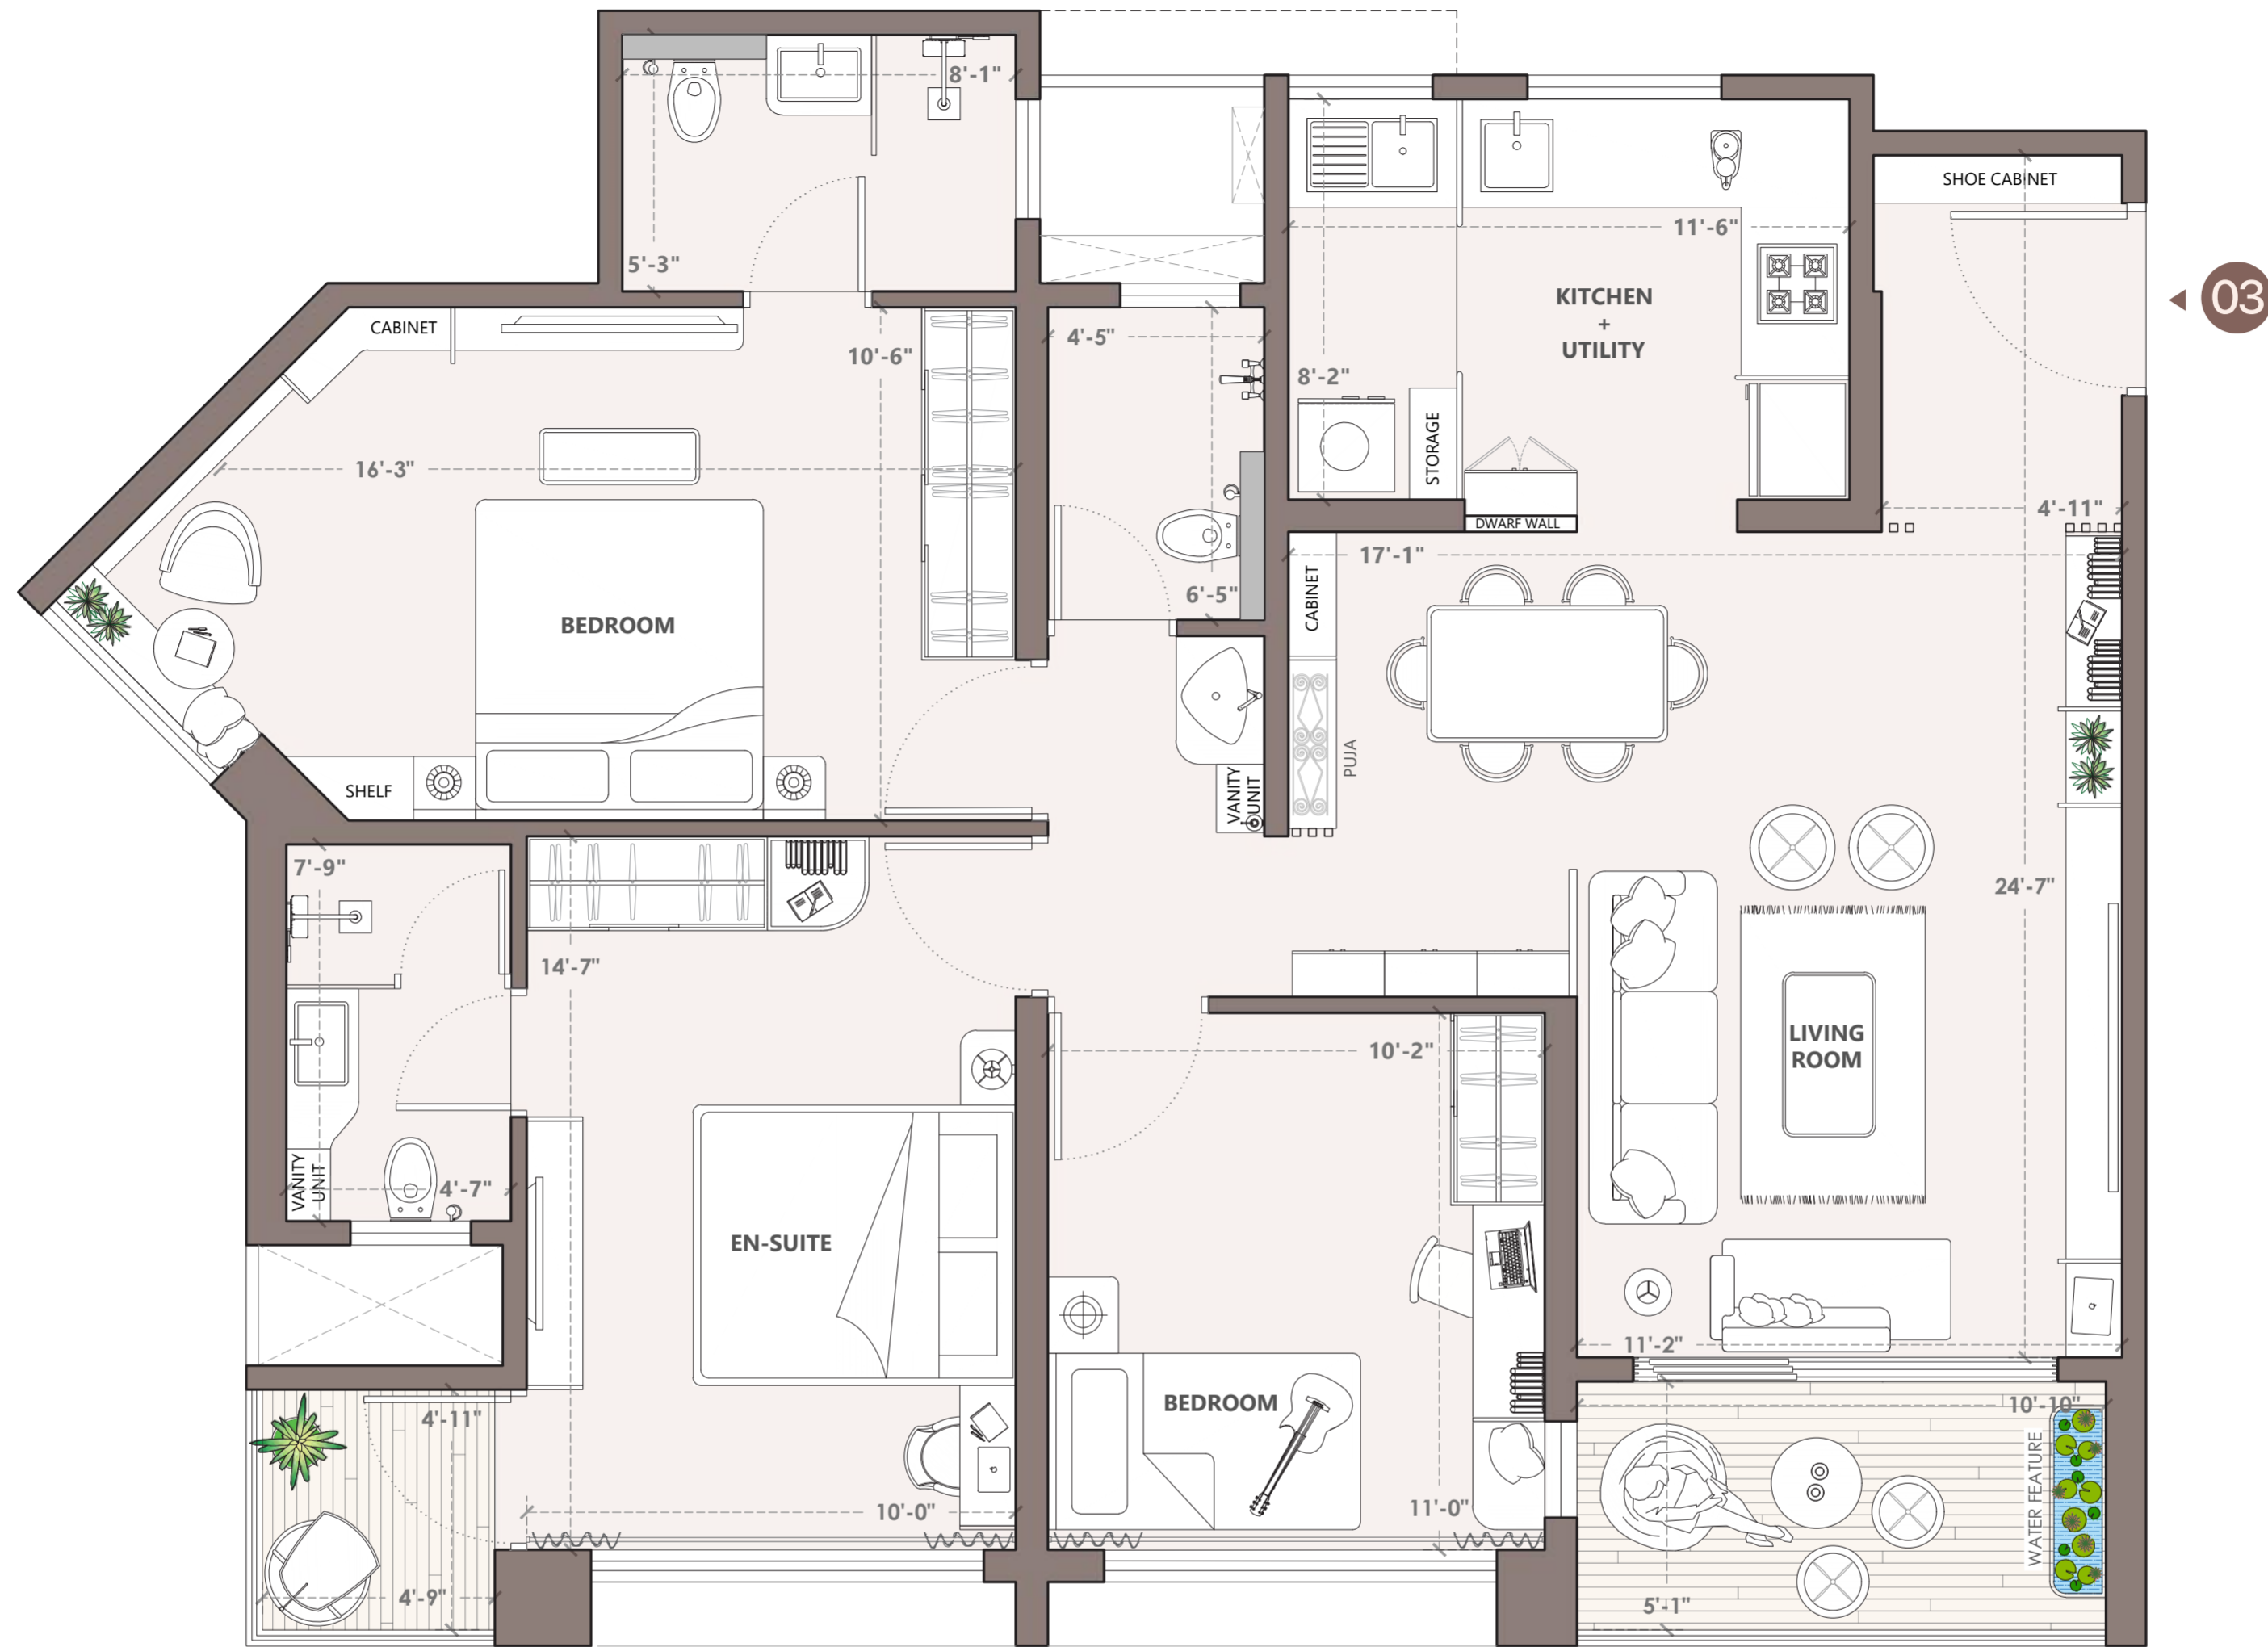 8'-1"
5'-3"
SHOE CABINET
11'-6"
KITCHEN
+
UTILITY
03
CABINET
10'-6"
4'-5"
8'-2"
STORAGE
16'-3"
4'-11"
DWARF WALL
17'-1"
CABINET
6'-5"
BEDROOM
PUJA
SHELF
VANITY
UNIT
7'-9"
24'-7"
14'-7"
LIVING
ROOM
10'-2"
VANITY
UNIT
4'-7"
EN-SUITE
11'-2"
BEDROOM
4'-11"
10'-10"
WATER FEATURE
10'-0"
11'-0"
4'-9"
5'-1"